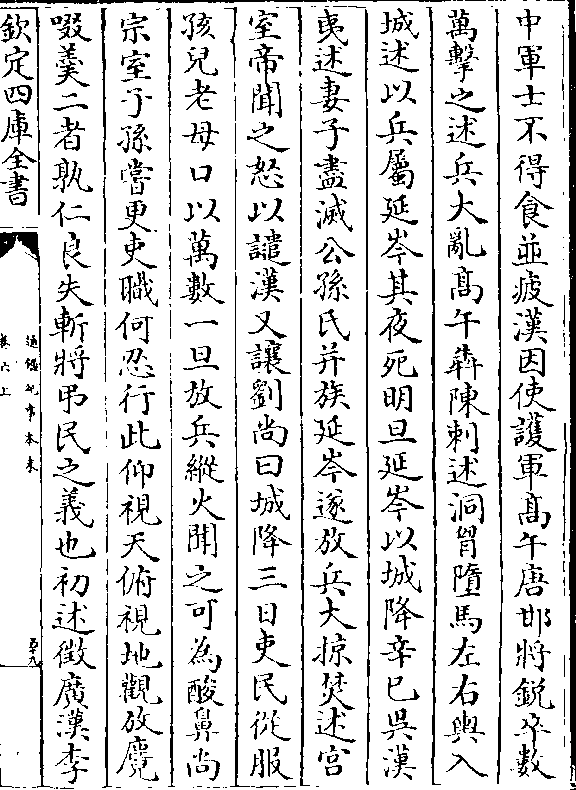 中軍士不得食並疲漢因使護軍高午唐邯將銳卒數
萬擊之述兵大亂高午犇陳刺述洞胷墮馬左右輿入
城述以兵屬延岑其夜死明旦延岑以城降辛巳吳漢
夷述妻子盡滅公孫氏并族延岑遂放兵大掠焚述宮
室帝聞之怒以譴漢又讓劉尚曰城降三日吏民從服
孩兒老母口以萬數一旦放兵縱火聞之可為酸鼻尚
宗室子孫嘗更吏職何忍行此仰視天俯視地觀放麑
啜羮二者孰仁良失斬將弔民之義也初述徵廣漢李
欽定四庫全書
通鑑紀事本末
卷六上